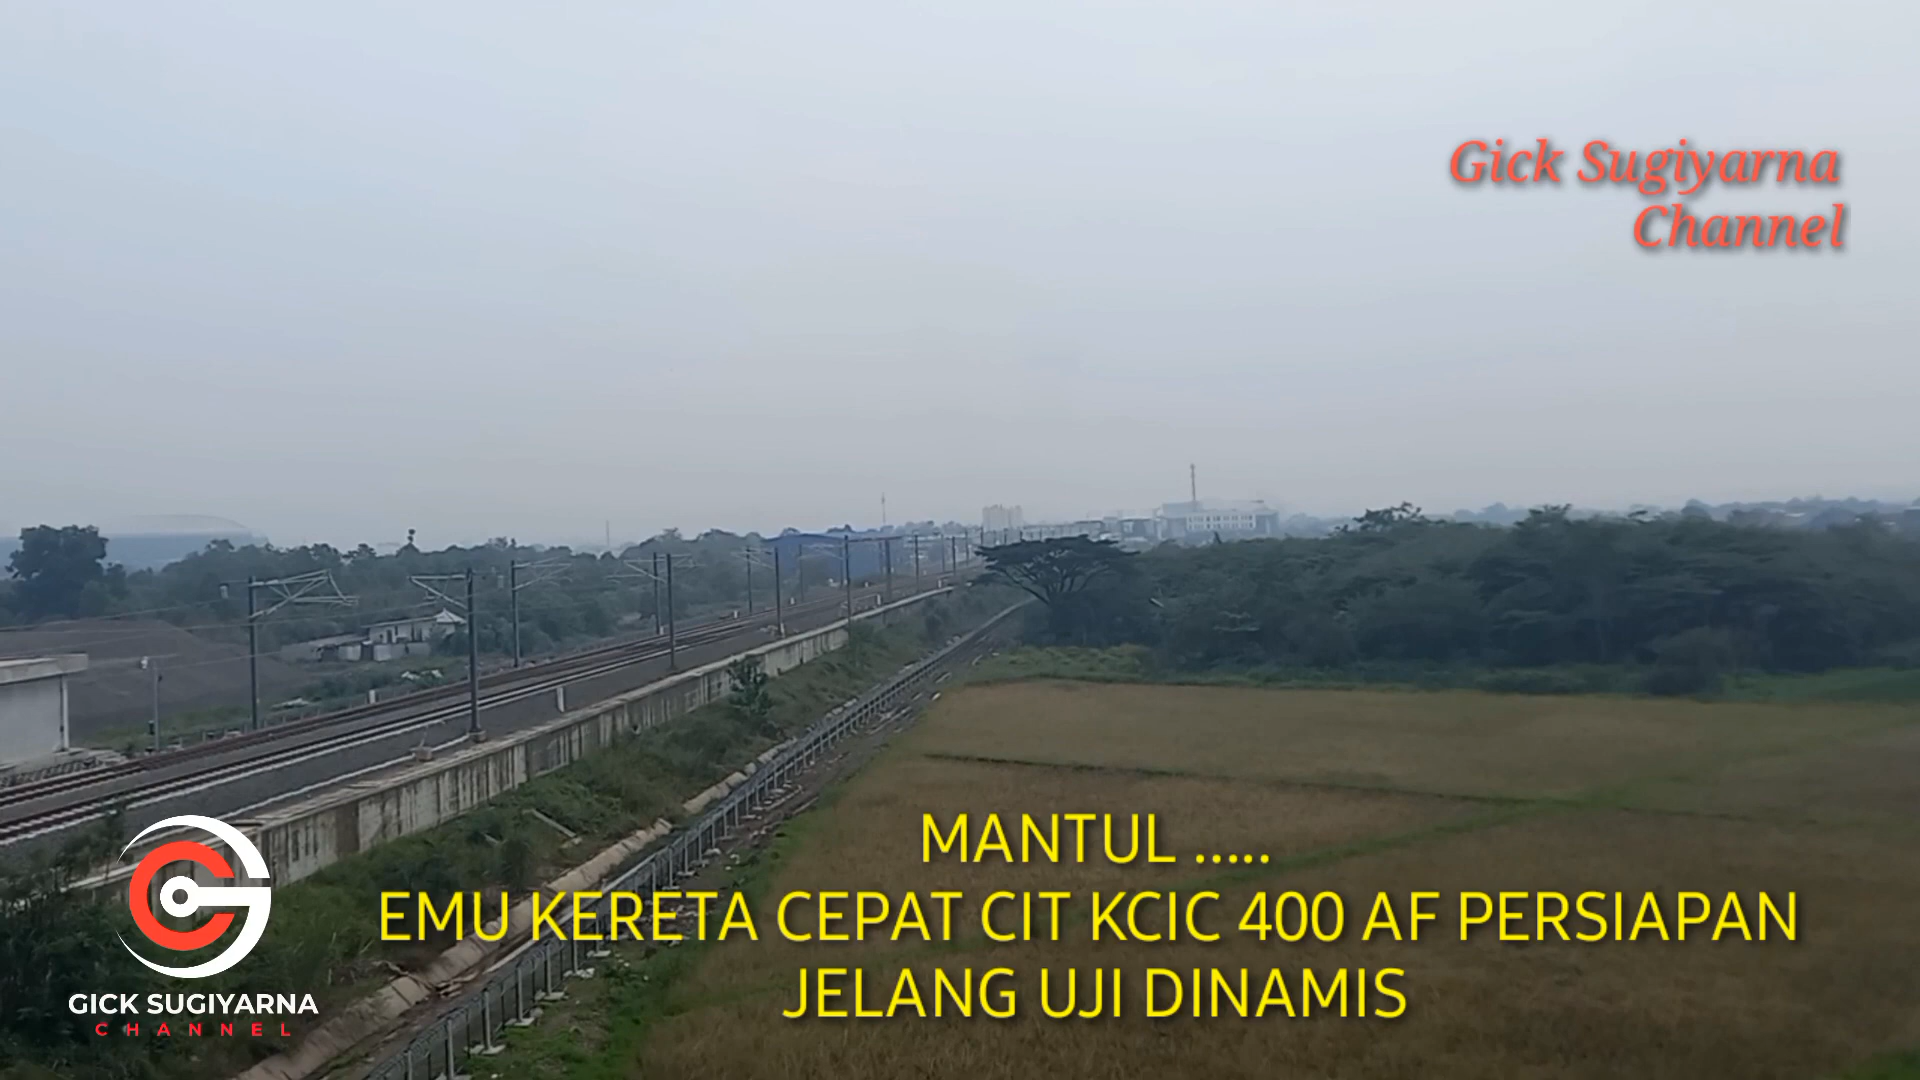 Gick Sugiyarna
Channel
MANTUL .....
EMU KERETA CEPAT CIT KCIC 400 AF PERSIAPAN
JELANG UJI DINAMIS
GICK SUGIYARNA
CHANNEL